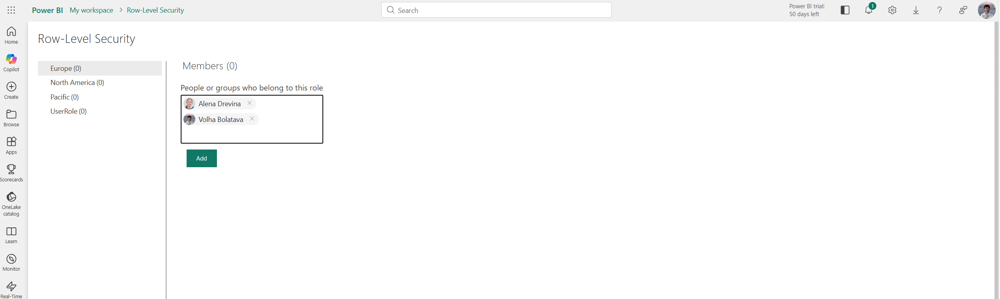 Power BI My workspace > Row-Level Security
Search
Power BI trial:
50 days left
1
Home
Copilot
Create
Browse
Apps
Scorecards
OneLake
catalog
Learn
Monitor
Real-Time
Row-Level Security
Europe (0)
North America (0)
Pacific (0)
UserRole (0)
Members (0)
People or groups who belong to this role
Alena Drevina
Volha Bolatava
Add